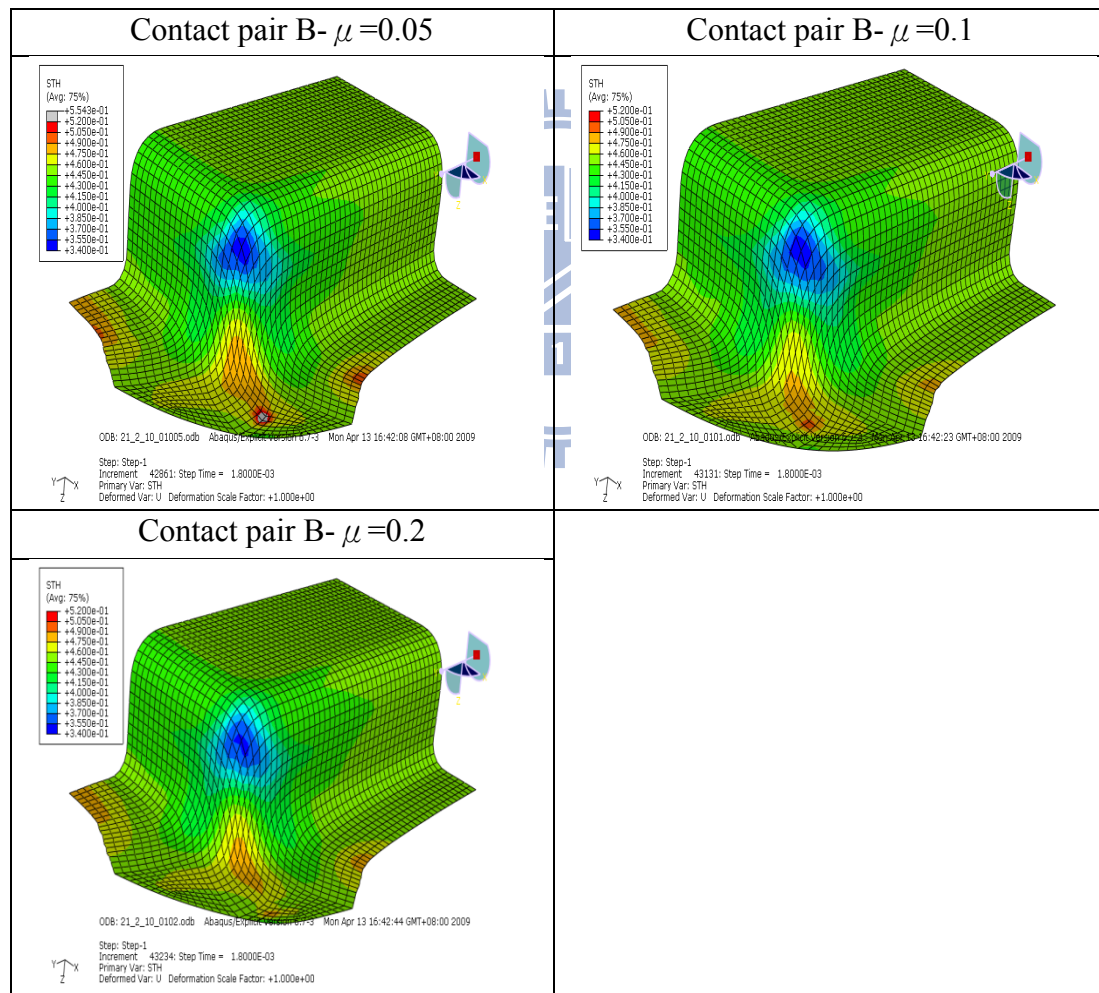 Contact pair B- μ =0.05
STH
(Avg: 75%)
+5.543e-01
+5.200e-01
+5.050e-01
+4.900e-01
+4.750e-01
+4.600e-01
+4.450e-01
+4.300e-01
+4.150e-01
+4.000e-01
+3.850e-01
+3.700e-01
+3.550e-01
+3.400e-01
Z
ODB: 21_2_10_01005.odb Abaqus/Explicit Version 6.7-3 Mon Apr 13 16:42:08 GMT+08:00 2009
Step: Step-1
Increment 42861: Step Time = 1.8000E-03
Primary Var: STH
Deformed Var: U Deformation Scale Factor: +1.000e+00
Y X
Z
Contact pair B- μ =0.1
STH
(Avg: 75%)
+5.200e-01
+5.050e-01
+4.900e-01
+4.750e-01
+4.600e-01
+4.450e-01
+4.300e-01
+4.150e-01
+4.000e-01
+3.850e-01
+3.700e-01
+3.550e-01
+3.400e-01
Z
ODB: 21_2_10_0101.odb Abaqus/Explicit Version 6.7-3 Mon Apr 13 16:42:23 GMT+08:00 2009
Step: Step-1
Increment 43131: Step Time = 1.8000E-03
Primary Var: STH
Deformed Var: U Deformation Scale Factor: +1.000e+00
Y X
Z
Contact pair B- μ =0.2
STH
(Avg: 75%)
+5.200e-01
+5.050e-01
+4.900e-01
+4.750e-01
+4.600e-01
+4.450e-01
+4.300e-01
+4.150e-01
+4.000e-01
+3.850e-01
+3.700e-01
+3.550e-01
+3.400e-01
Z
ODB: 21_2_10_0102.odb Abaqus/Explicit Version 6.7-3 Mon Apr 13 16:42:44 GMT+08:00 2009
Step: Step-1
Increment 43234: Step Time = 1.8000E-03
Primary Var: STH
Deformed Var: U Deformation Scale Factor: +1.000e+00
Y X
Z